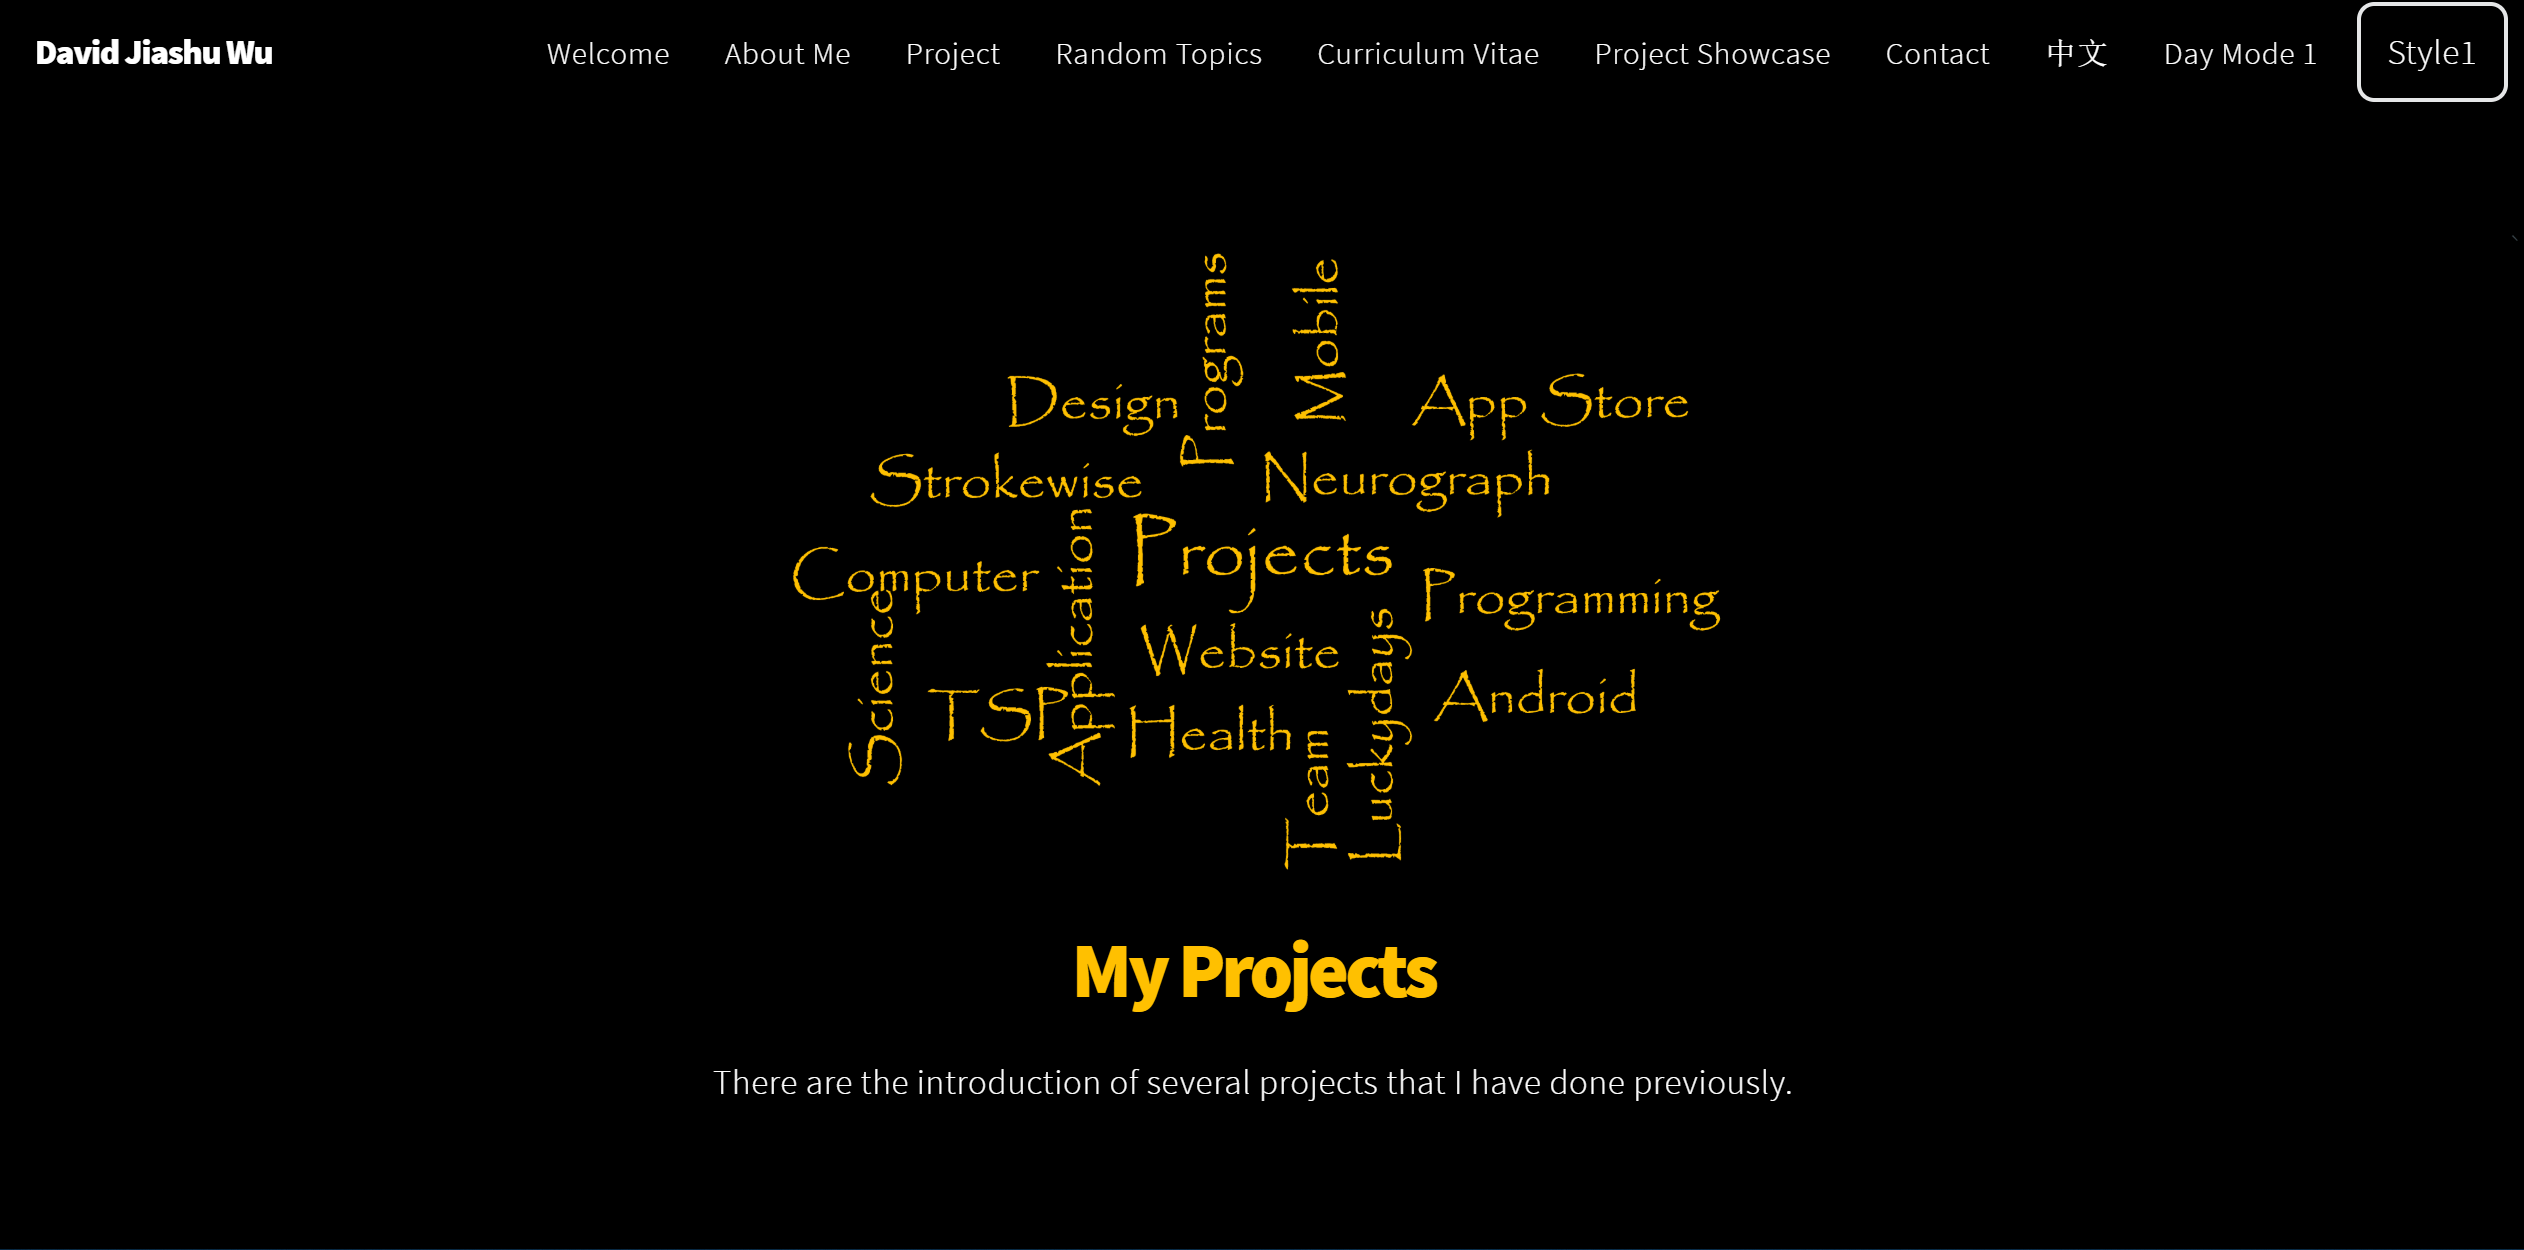 David Jiashu Wu
Welcome
About Me
Project
Random Topics
Curriculum Vitae
Project Showcase
Contact
中文
Day Mode 1
Style1
Programs
Mobile
Design
App Store
Strokewise
Neurograph
Projects
Application
Computer
Programming
Science
Website
Luckydays
TSP
Android
Health
Team
My Projects
There are the introduction of several projects that I have done previously.